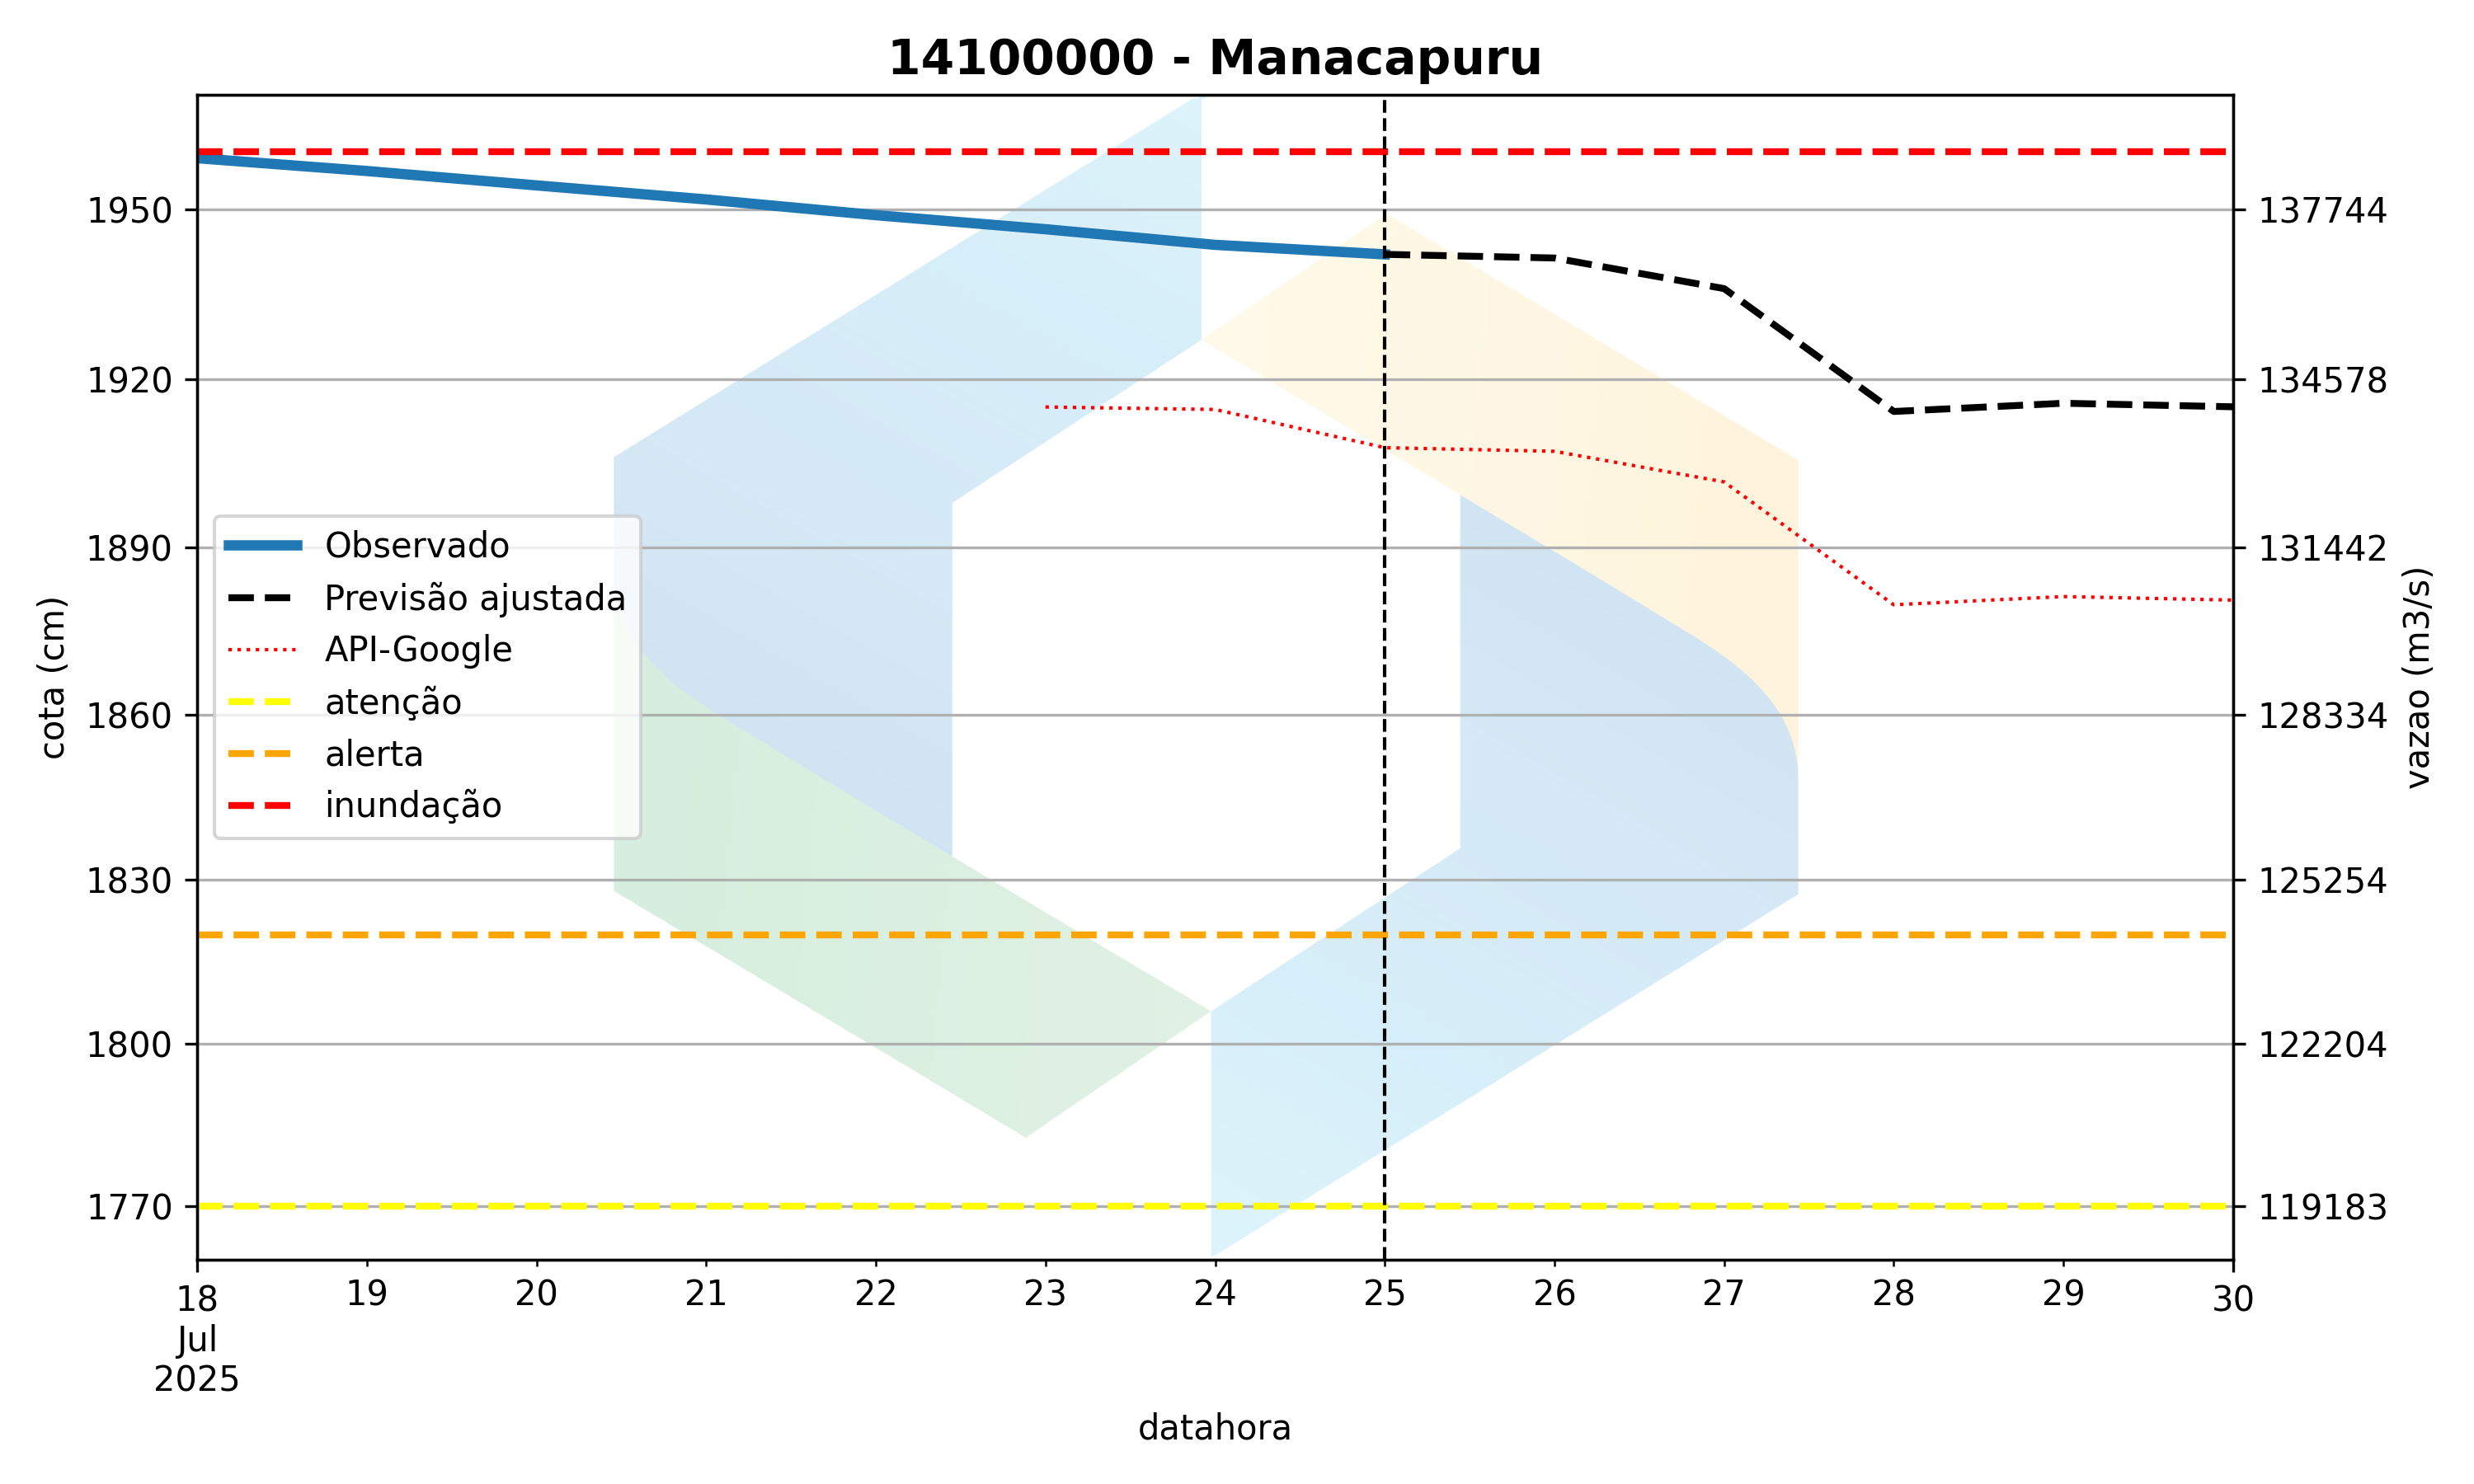 14100000 - Manacapuru
cota (cm)
1950
1920
1890
1860
1830
1800
1770
Observado
Previsão ajustada
API-Google
atenção
alerta
inundação
137744
134578
131442
128334
125254
122204
119183
vazao (m3/s)
18 19 20 21 22 23 24 25 26 27 28 29 30
Jul
2025
datahora